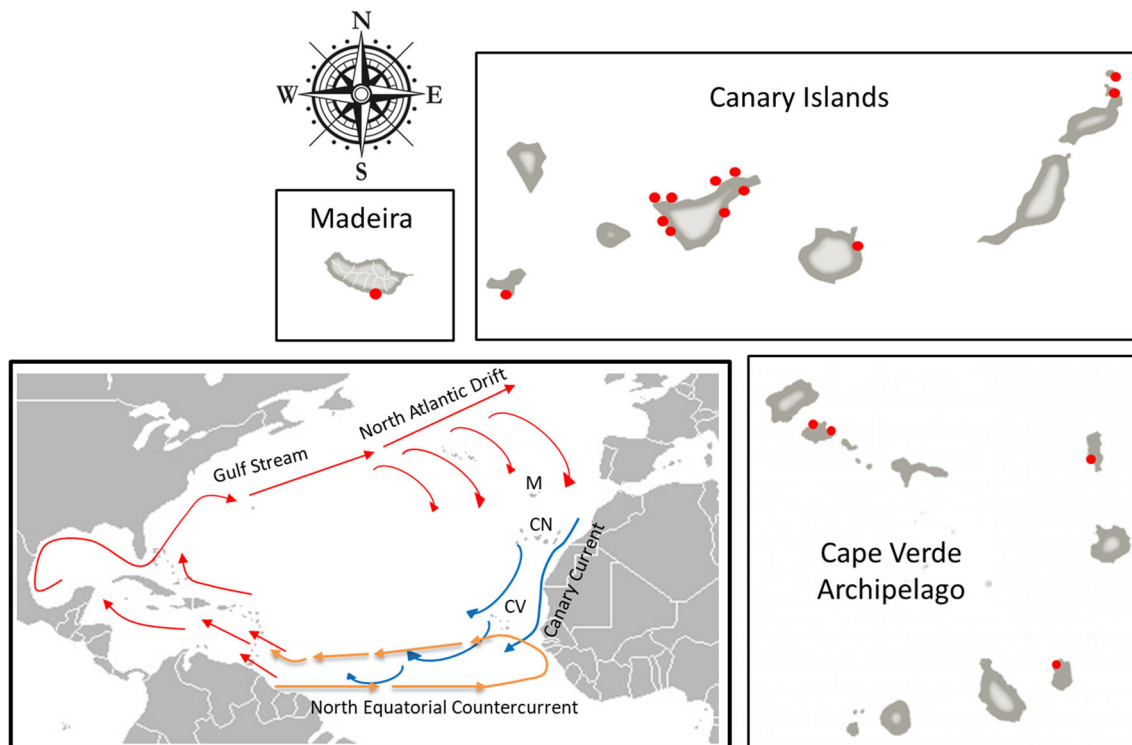 N
W
E
S
Canary Islands
Madeira
North Atlantic Drift
Gulf Stream
M
CN
Canary Current
CV
North Equatorial Countercurrent
Cape Verde
Archipelago